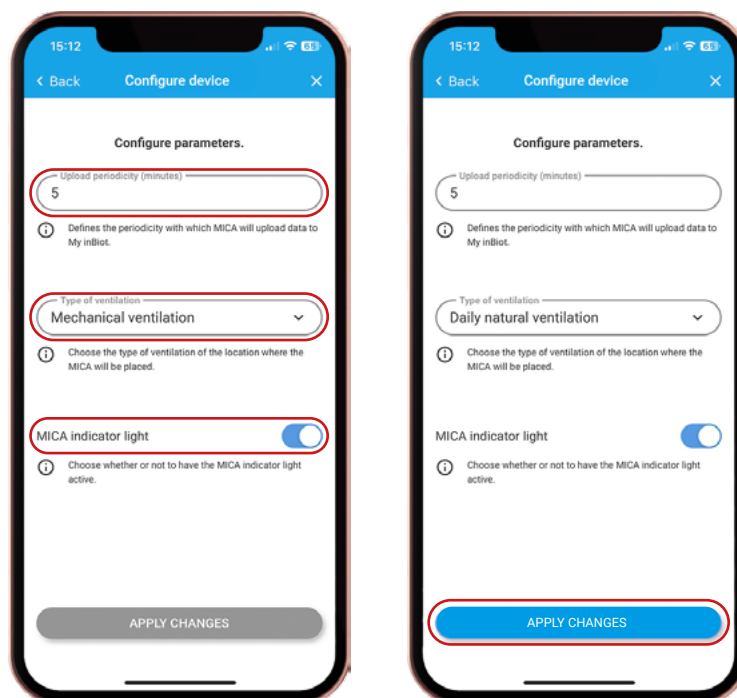 15:12
69
Back
Configure device
Configure parameters.
Upload periodicity (minutes)
5
Defines the periodicity with which MICA will upload data to
My inBiot.
Type of ventilation
Mechanical ventilation
Choose the type of ventilation of the location where the
MICA will be placed.
MICA indicator light
Choose whether or not to have the MICA indicator light
active.
APPLY CHANGES
15:12
69
Back
Configure device
Configure parameters.
Upload periodicity (minutes)
5
Defines the periodicity with which MICA will upload data to
My inBiot.
Type of ventilation
Daily natural ventilation
Choose the type of ventilation of the location where the
MICA will be placed.
MICA indicator light
Choose whether or not to have the MICA indicator light
active.
APPLY CHANGES